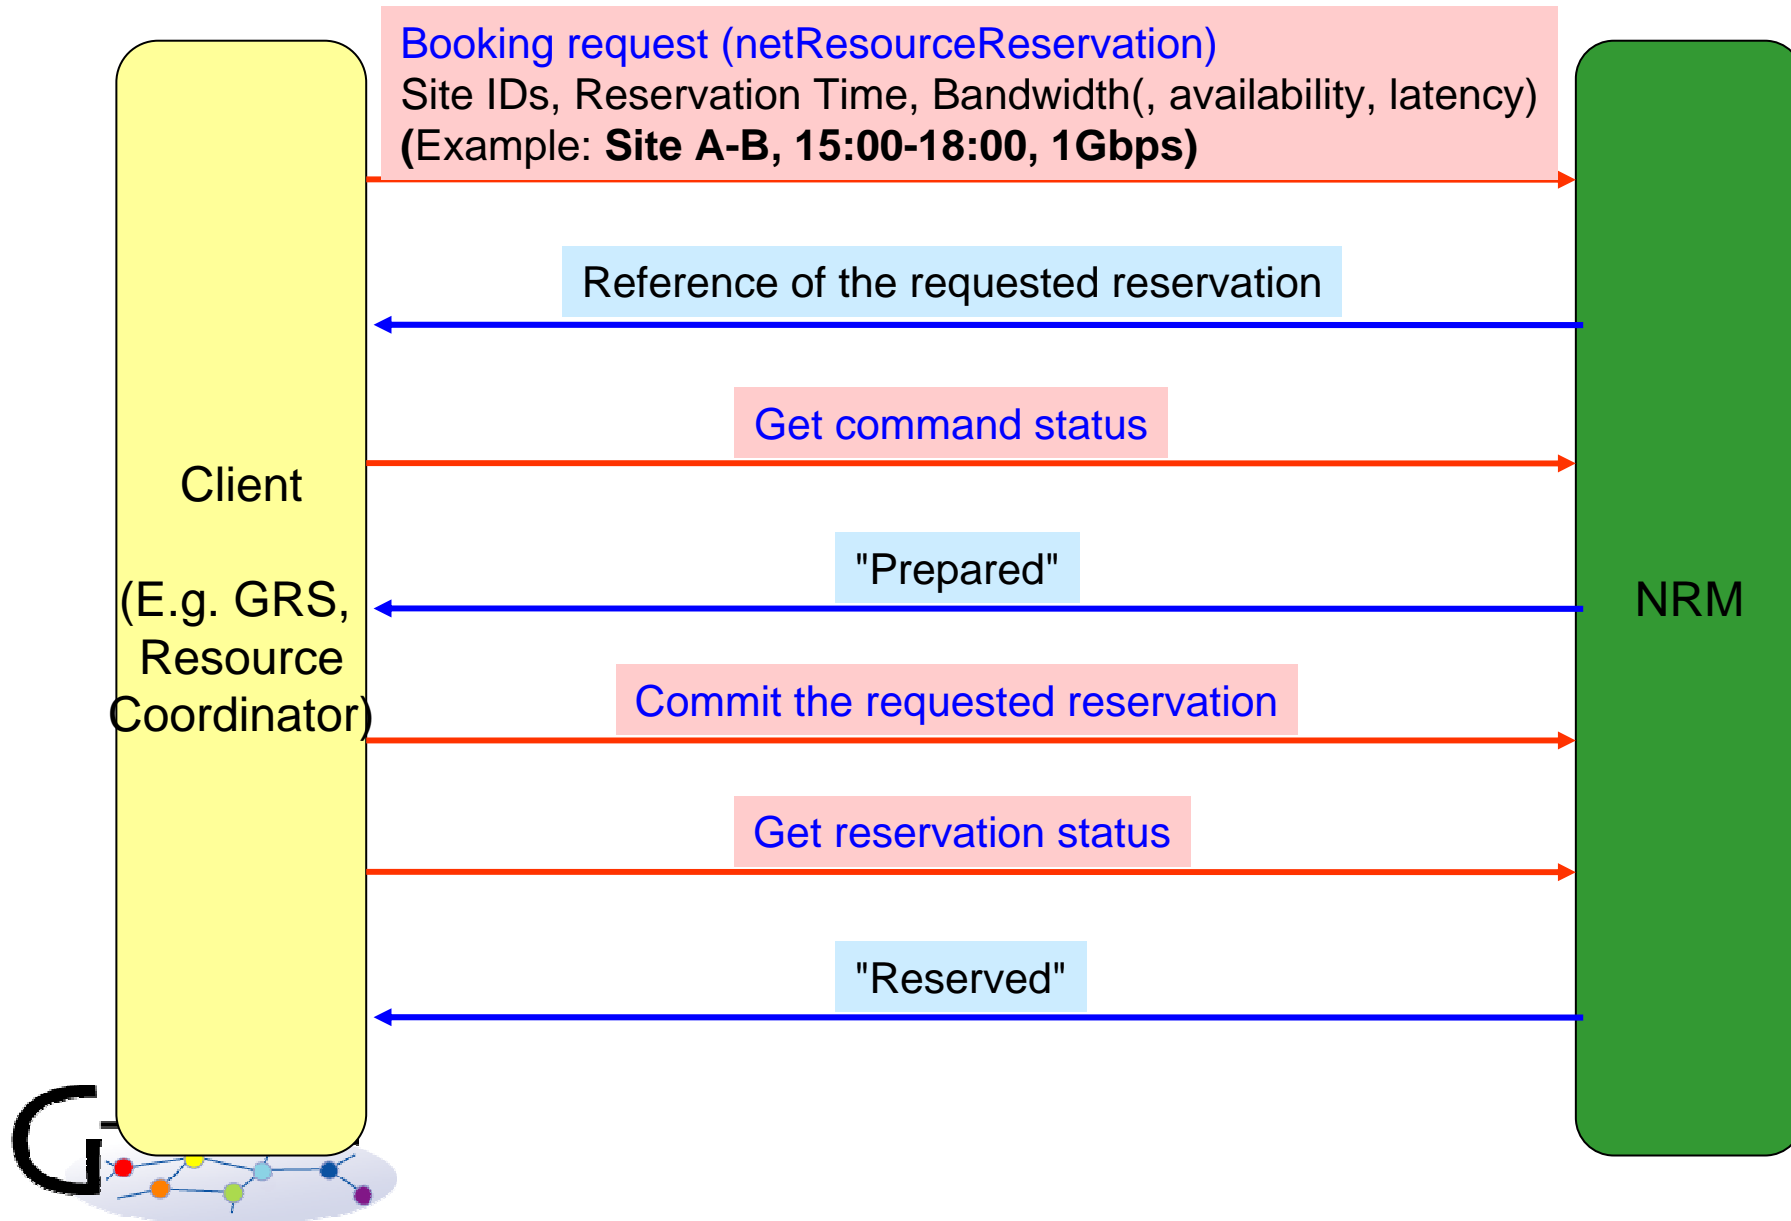 Booking request (netResourceReservation)
Site IDs, Reservation Time, Bandwidth(, availability, latency)
(Example: Site A-B, 15:00-18:00, 1Gbps)
Reference of the requested reservation
Get command status
Client
"Prepared"
(E.g. GRS,
Resource
Coordinator)
NRM
Commit the requested reservation
Get reservation status
"Reserved"
G